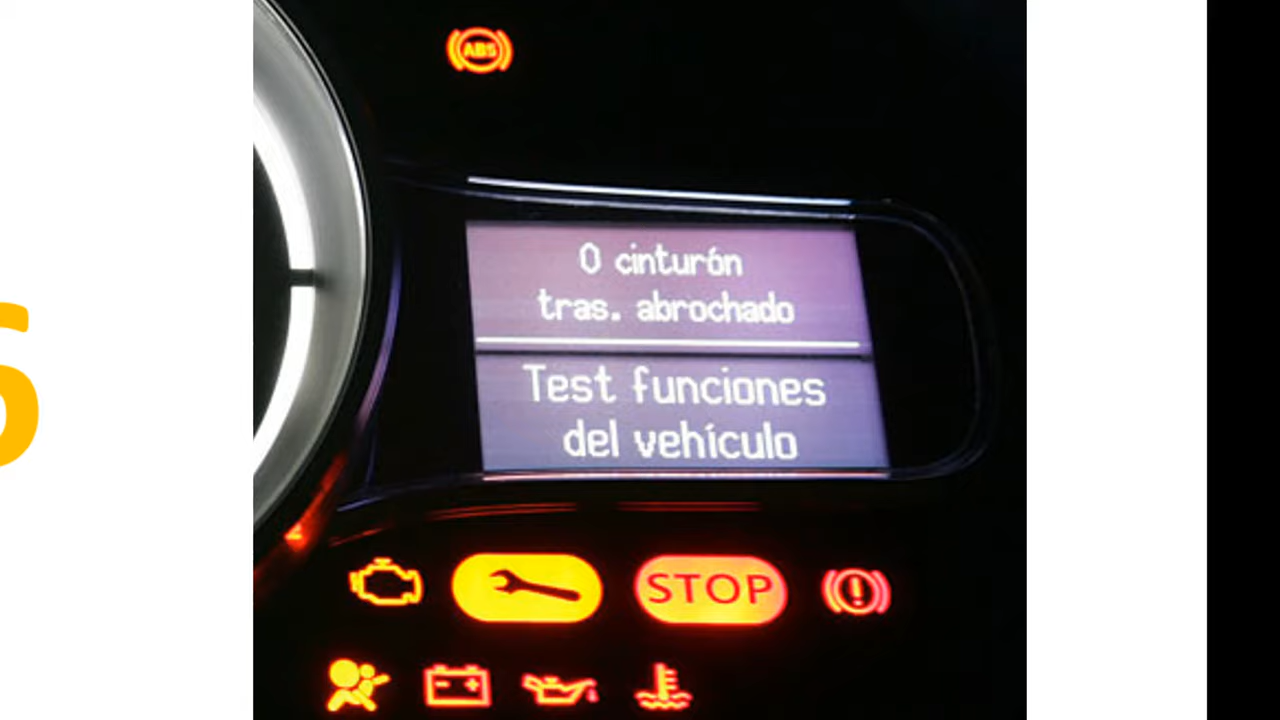 ABS
0 cinturón
tras. abrochado
Test funciones
del vehículo
STOP